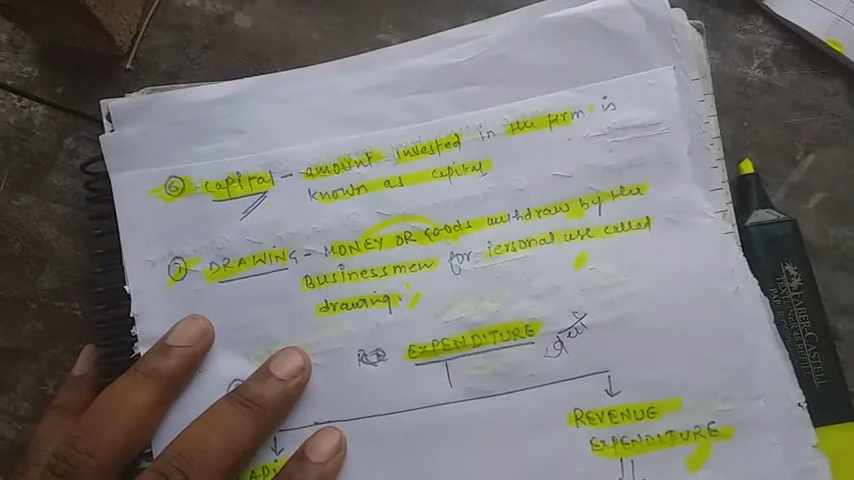 6 Capital - amount invested in the firm is
known as capital
7 DRAWING - MONEY OR Goods withdraw by the
Businessmen for Personal use called
drawing.
EXPENDITURE
REVENUE
EXPENDITURE
FABER-CASTELL
TEXTLINER